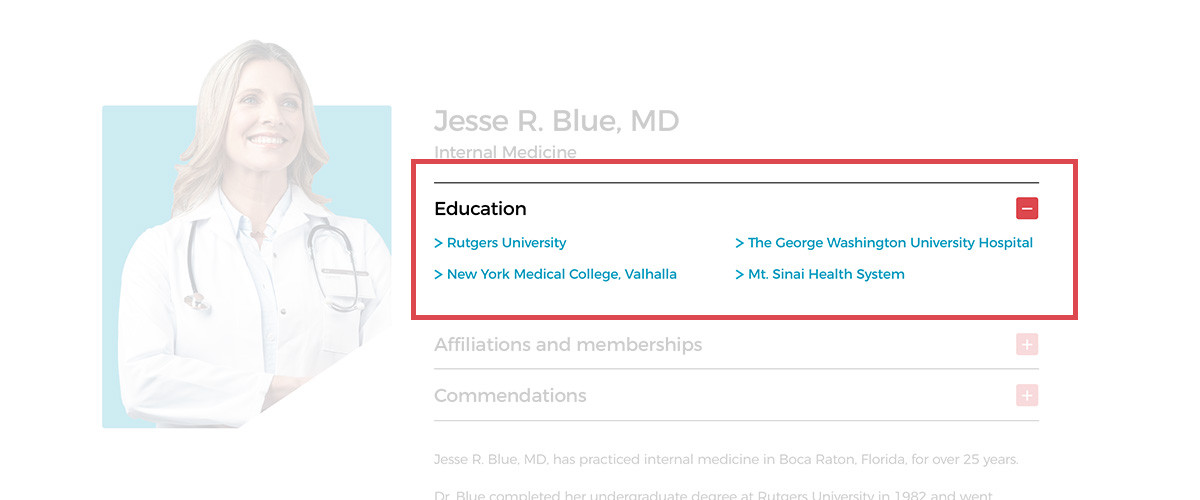 Jesse R. Blue, MD
Internal Medicine
Education
> Rutgers University
> The George Washington University Hospital
> New York Medical College, Valhalla
> Mt. Sinai Health System
Affiliations and memberships
Commendations
Jesse R. Blue, MD, has practiced internal medicine in Boca Raton, Florida, for over 25 years.
Dr. Blue completed her undergraduate degree at Rutgers University in 1982 and went